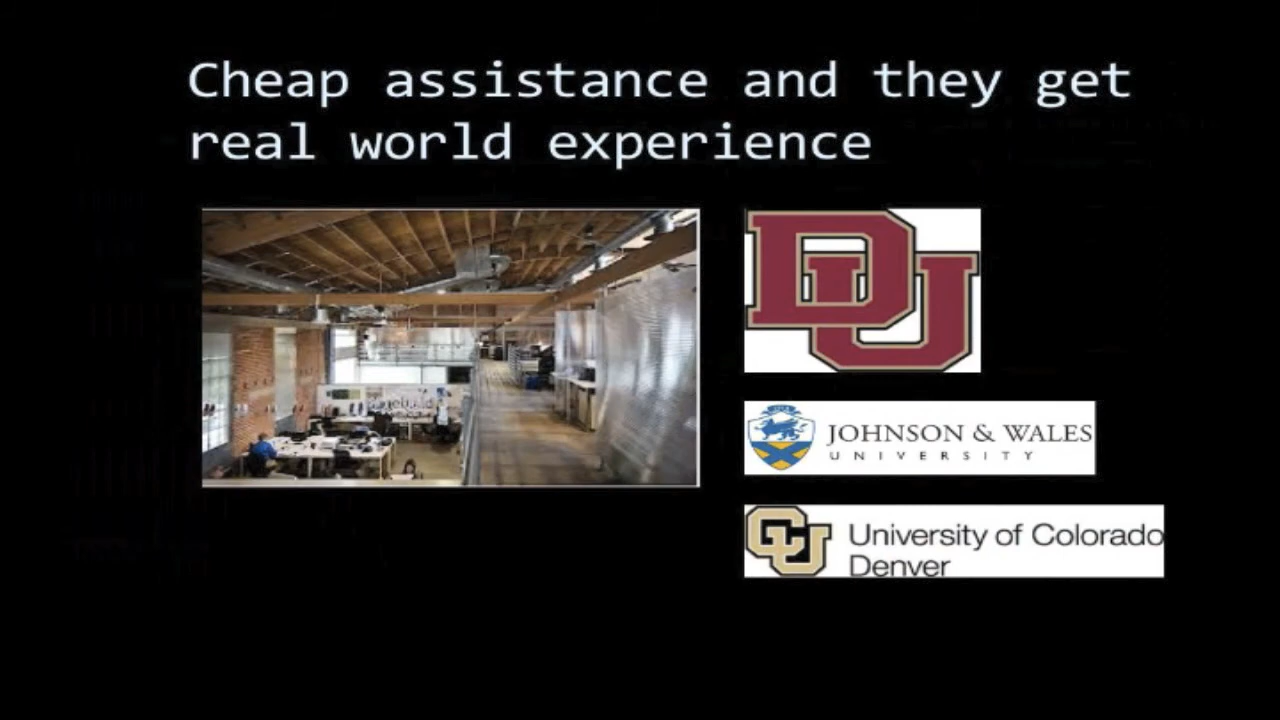 Cheap assistance and they get
real world experience
DU
JOHNSON & WALES
UNIVERSITY
CU
University of Colorado
Denver